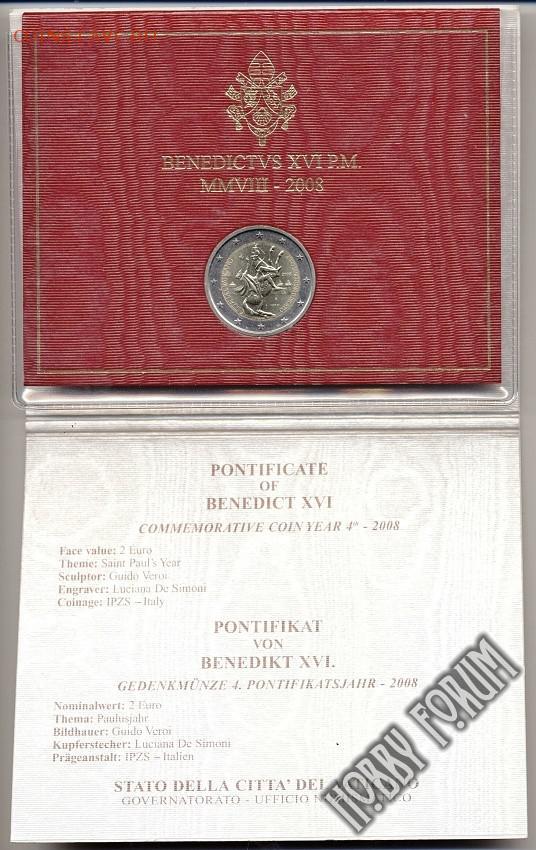 BENEDICTVS XVI P.M.
MMVIII - 2008
PONTIFICATE
OF
BENEDICT XVI
COMMEMORATIVE COIN YEAR 4th - 2008
Face value: 2 Euro
Theme: Saint Paul's Year
Sculptor: Guido Veroi
Engraver: Luciana De Simoni
Coinage: IPZS – Italy
PONTIFIKAT
VON
BENEDIKT XVI.
GEDENKMÜNZE 4. PONTIFIKATSJAHR - 2008
Nominalwert: 2 Euro
Thema: Paulusjahr
Bildhauer: Guido Veroi
Kupferstecher: Luciana De Simoni
Prägeanstalt: IPZS – Italien
STATO DELLA CITTA' DEL
GOVERNATORATO - UFFICIO
HOBBY FORUM